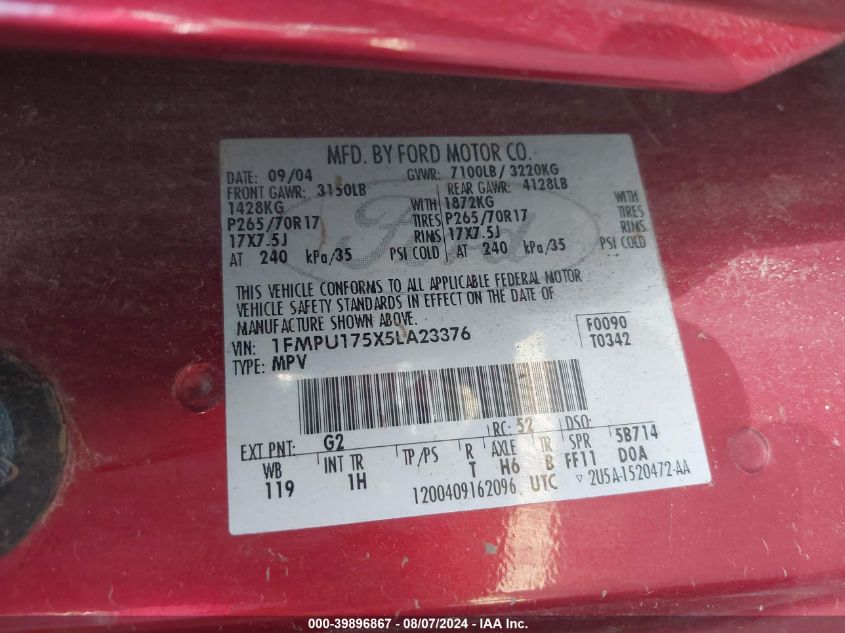 MFD. BY FORD MOTOR CO.
DATE: 09/04 GVWR: 7100LB/ 3220KG
FRONT GAWR: 3150LB REAR GAWR: 4128LB
1428KG WITH 1872KG WITH
P265/70R17 TIRES P265/70R17 TIRES
17X7.5J RIMS 17X7.5J RIMS
AT 240 kPa/35 PSI COLD AT 240 kPa/35 PSI COLD
Ford
THIS VEHICLE CONFORMS TO ALL APPLICABLE FEDERAL MOTOR
VEHICLE SAFETY STANDARDS IN EFFECT ON THE DATE OF
MANUFACTURE SHOWN ABOVE.
VIN: 1FMPU175X5LA23376 F0090
TYPE: MPV T0342
EXT PNT: G2 RC: 52 DSO:
WB INT TR TP/PS R AXLE TR SPR 5B714
119 1H T H6 B FF11 DOA
1200409162096 UTC ▽ 2U5A-1520472-AA
000-39896867 - 08/07/2024 - IAA Inc.